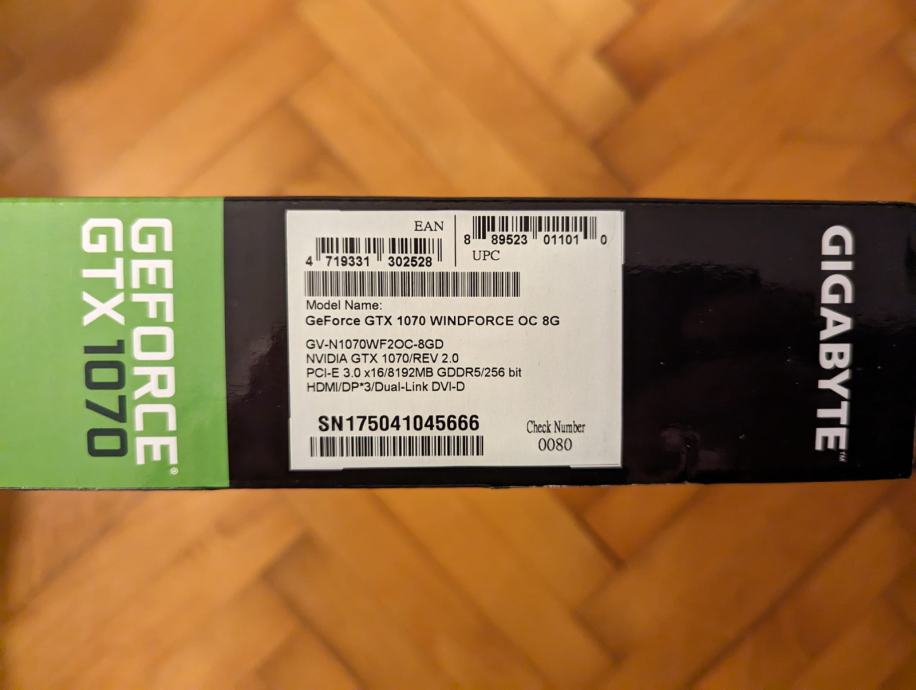 GEFORCE®
GTX 1070
EAN
4 719331 302528
8 89523 01101 0
UPC
Model Name:
GeForce GTX 1070 WINDFORCE OC 8G
GV-N1070WF2OC-8GD
NVIDIA GTX 1070/REV 2.0
PCI-E 3.0 x16/8192MB GDDR5/256 bit
HDMI/DP*3/Dual-Link DVI-D
SN175041045666
Check Number
0080
GIGABYTE™